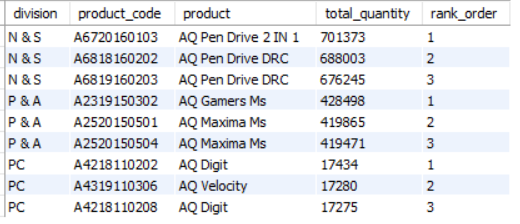 division product_code product total_quantity rank_order
N & S A6720160103 AQ Pen Drive 2 IN 1 701373 1
N & S A6818160202 AQ Pen Drive DRC 688003 2
N & S A6819160203 AQ Pen Drive DRC 676245 3
P & A A2319150302 AQ Gamers Ms 428498 1
P & A A2520150501 AQ Maxima Ms 419865 2
P & A A2520150504 AQ Maxima Ms 419471 3
PC A4218110202 AQ Digit 17434 1
PC A4319110306 AQ Velocity 17280 2
PC A4218110208 AQ Digit 17275 3